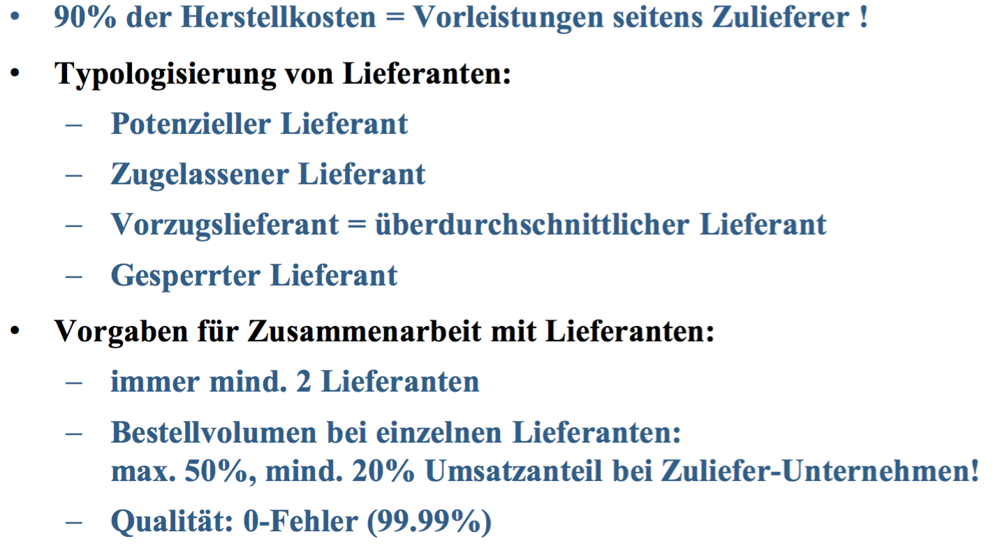 • 90% der Herstellkosten = Vorleistungen seitens Zulieferer !
• Typologisierung von Lieferanten:
– Potenzieller Lieferant
– Zugelassener Lieferant
– Vorzugslieferant = überdurchschnittlicher Lieferant
– Gesperrter Lieferant
• Vorgaben für Zusammenarbeit mit Lieferanten:
– immer mind. 2 Lieferanten
– Bestellvolumen bei einzelnen Lieferanten:
max. 50%, mind. 20% Umsatzanteil bei Zuliefer-Unternehmen!
– Qualität: 0-Fehler (99.99%)